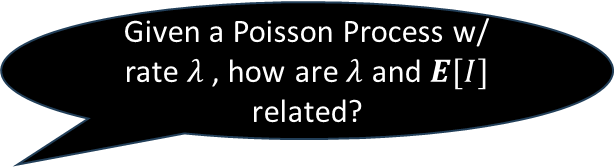 Given a Poisson Process w/
rate λ , how are λ and E[I]
related?